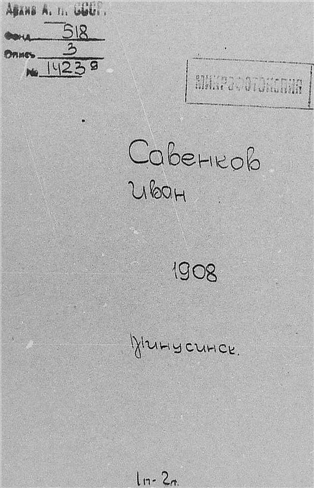 Архив А. Н. СССР.
Фонд 518
Опись 3
№ 1423 э
МИКРОФОТОКОПИЯ
Савенков
Иван
1908
Минусинск.
1п- 2л.